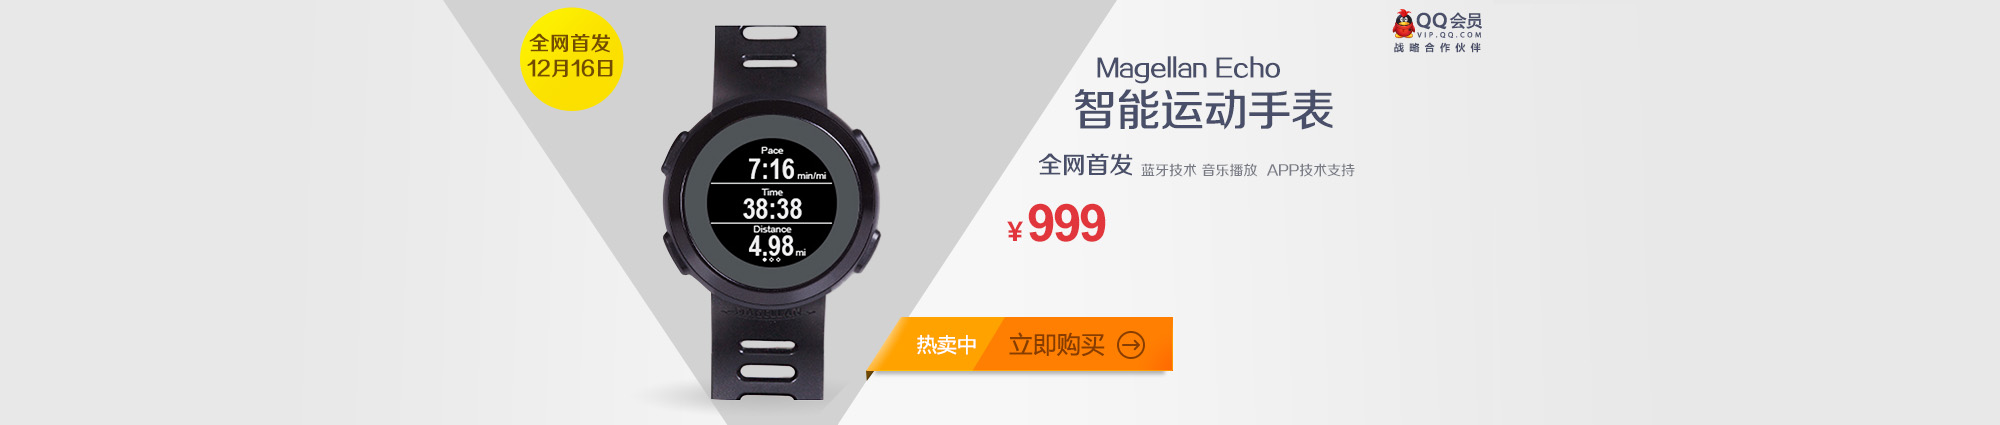 全网首发
12月16日
Pace
7:16 min/mi
Time
38:38
Distance
4.98 mi
MAGELLAN
QQ会员
VIP.QQ.COM
战略合作伙伴
Magellan Echo
智能运动手表
全网首发 蓝牙技术 音乐播放 APP技术支持
¥999
热卖中 立即购买